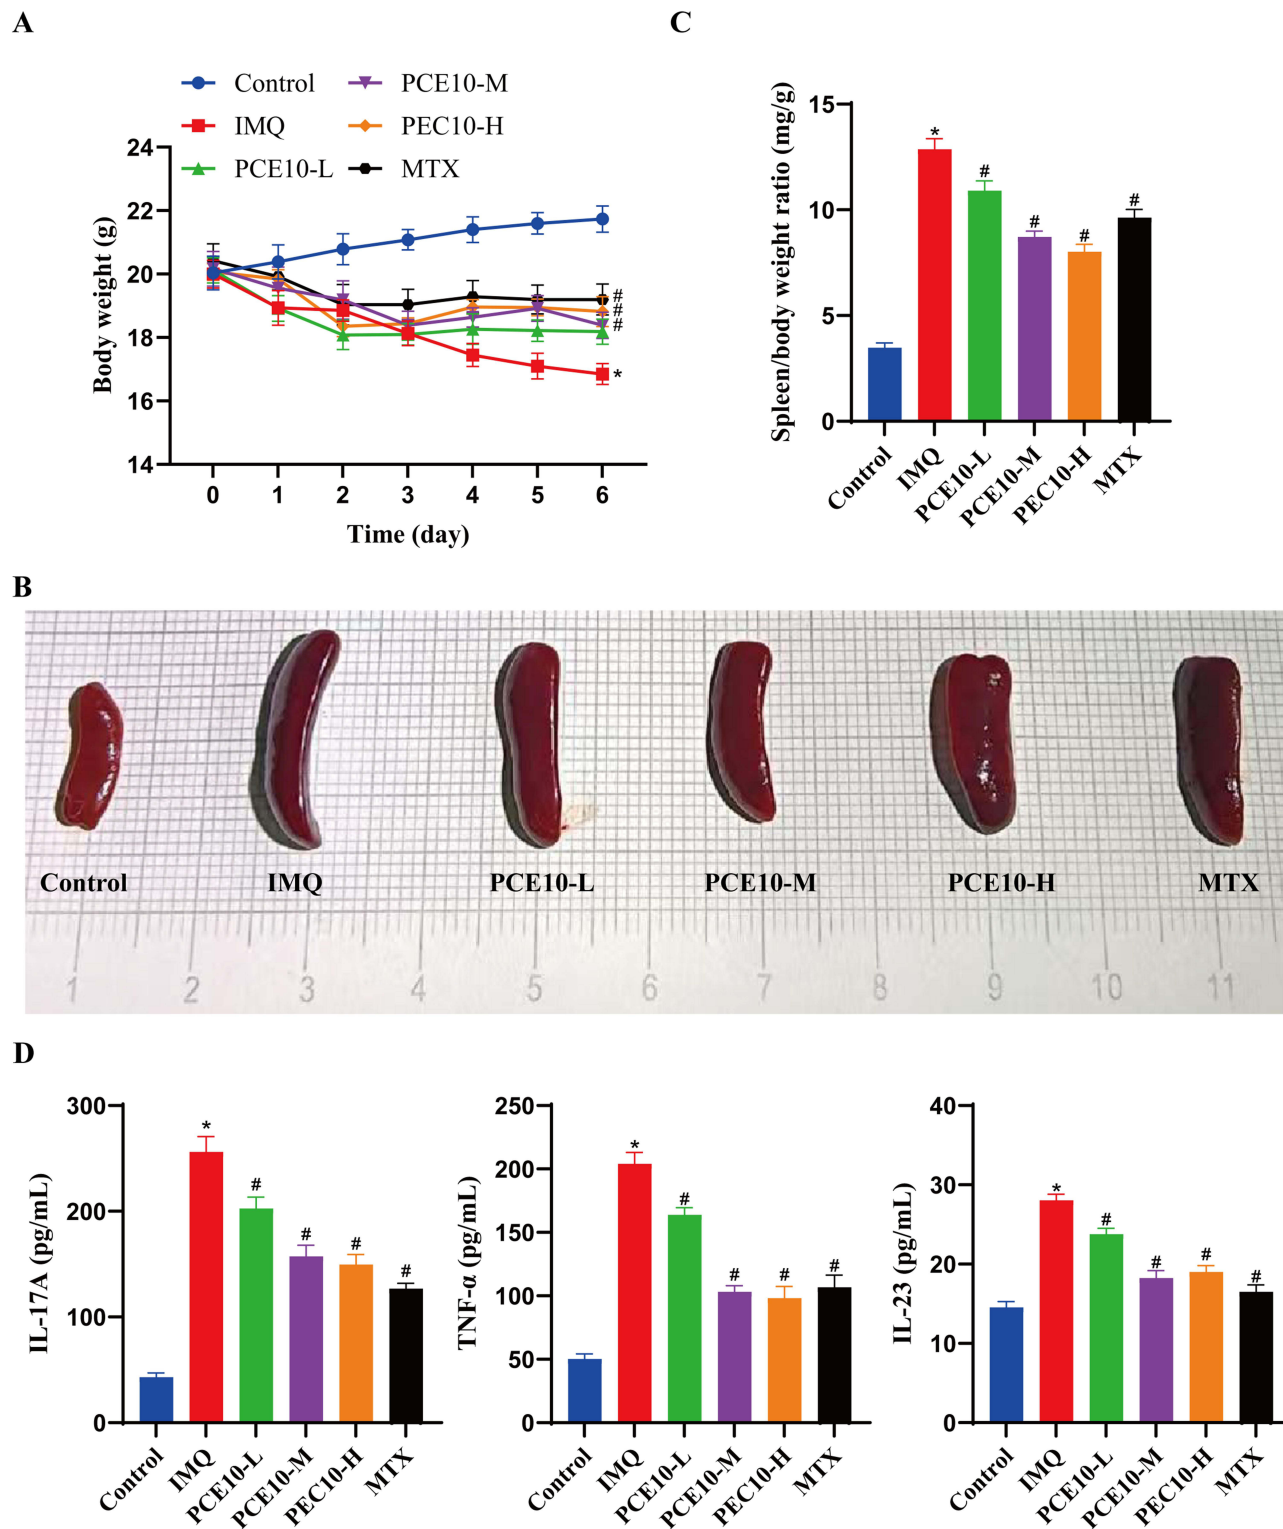 A
Control
IMQ
PCE10-L
PCE10-M
PEC10-H
MTX
Body weight (g)
24
22
20
18
16
14
#
#
#
*
0 1 2 3 4 5 6
Time (day)
C
Spleen/body weight ratio (mg/g)
15
10
5
0
* # # # #
Control IMQ PCE10-L PCE10-M PEC10-H MTX
B
Control IMQ PCE10-L PCE10-M PCE10-H MTX
1 2 3 4 5 6 7 8 9 10 11
D
IL-17A (pg/mL)
300
200
100
0
* # # # #
Control IMQ PCE10-L PCE10-M PEC10-H MTX
TNF-α (pg/mL)
250
200
150
100
50
0
* # # # #
Control IMQ PCE10-L PCE10-M PEC10-H MTX
IL-23 (pg/mL)
40
30
20
10
0
* # # # #
Control IMQ PCE10-L PCE10-M PEC10-H MTX